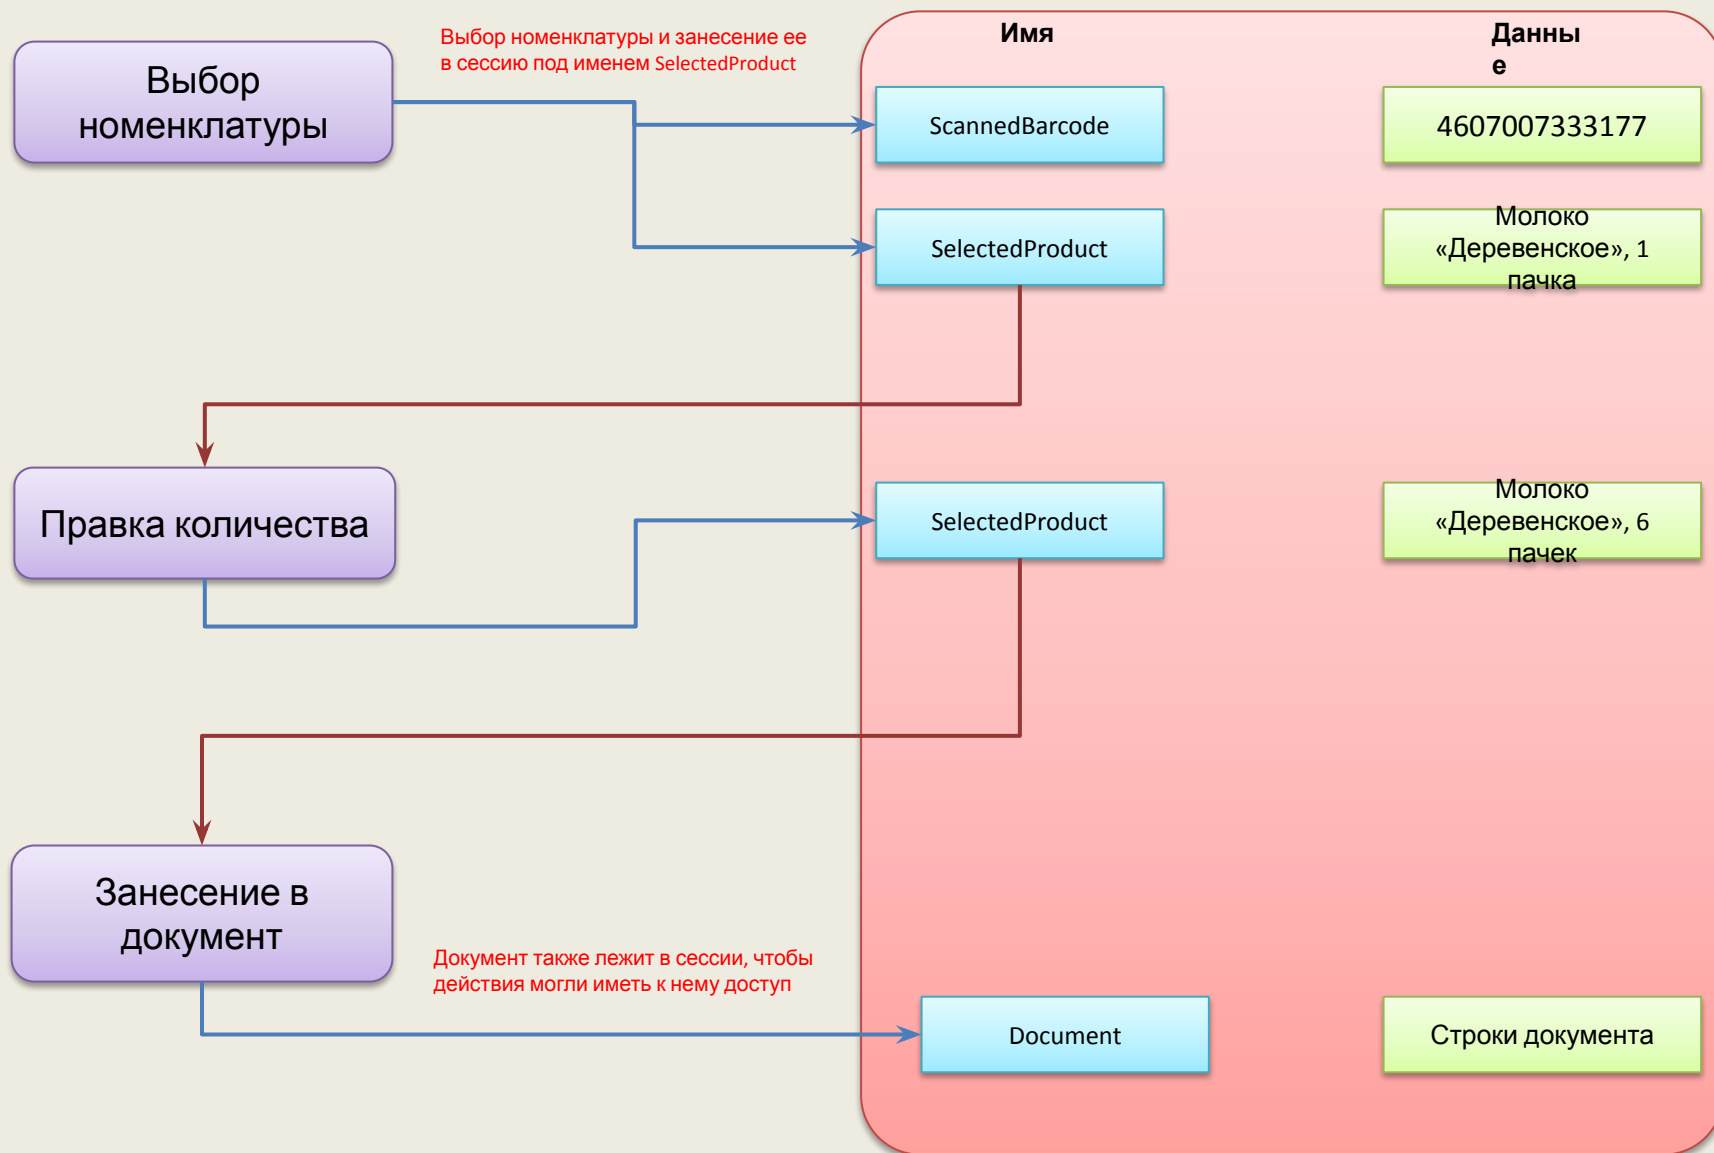 Выбор
номенклатуры
Выбор номенклатуры и занесение ее
в сессию под именем SelectedProduct
Имя
Данны
е
ScannedBarcode
4607007333177
SelectedProduct
Молоко
«Деревенское», 1
пачка
Правка количества
SelectedProduct
Молоко
«Деревенское», 6
пачек
Занесение в
документ
Документ также лежит в сессии, чтобы
действия могли иметь к нему доступ
Document
Строки документа